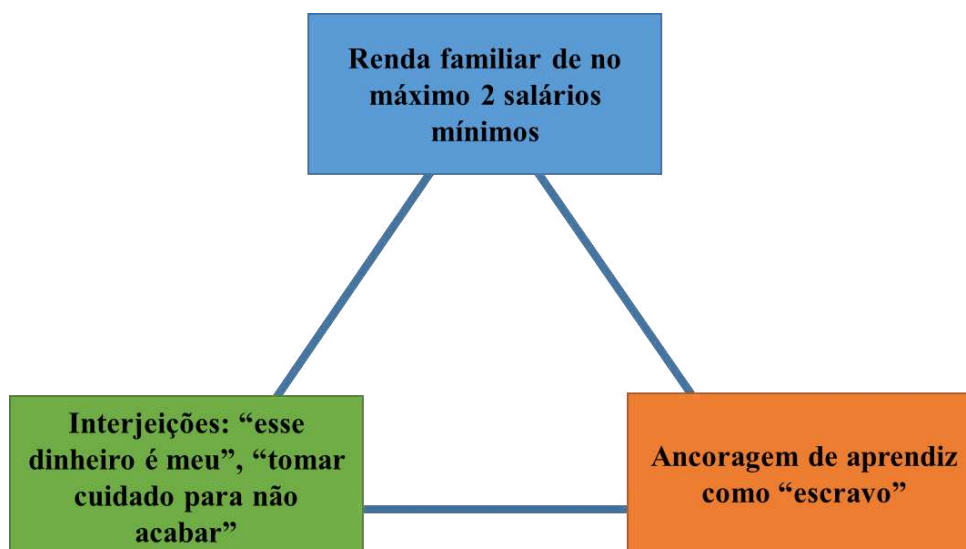 Renda familiar de no
máximo 2 salários
mínimos
Interjeições: “esse
dinheiro é meu”, “tomar
cuidado para não
acabar”
Ancoragem de aprendiz
como “escravo”